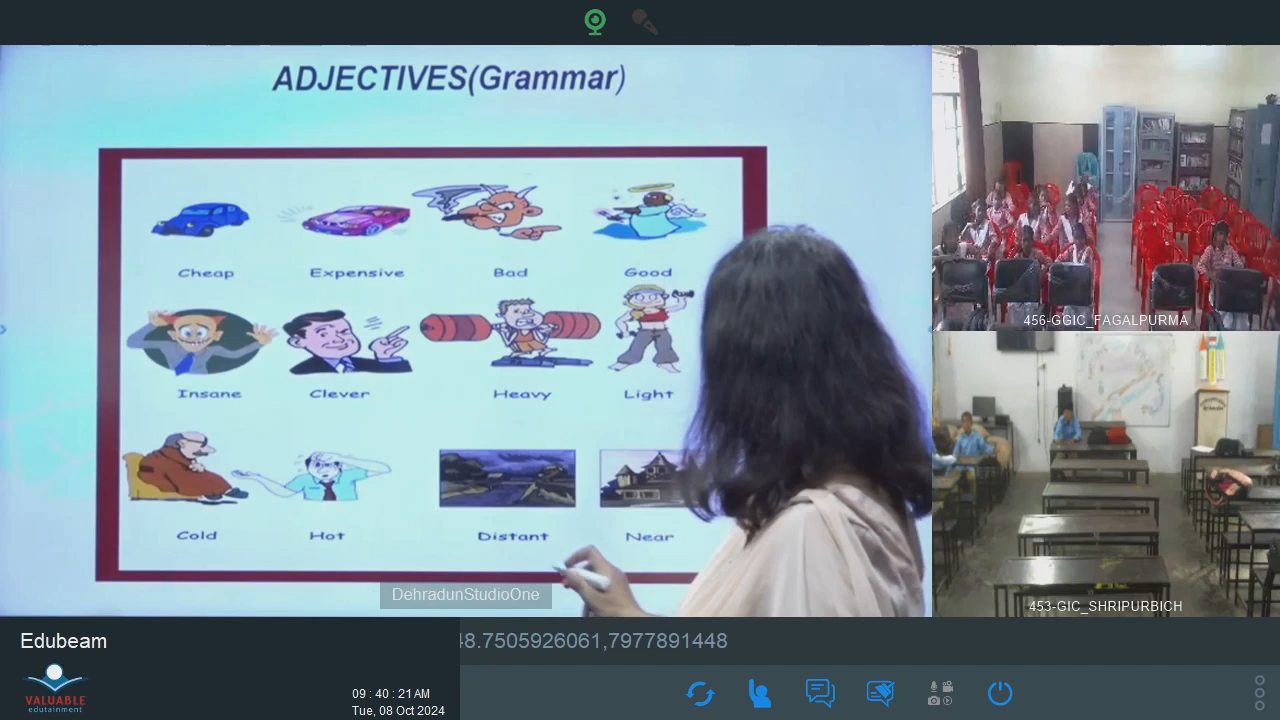 ADJECTIVES(Grammar)
Cheap Expensive Bad Good
Insane Clever Heavy Light
Cold Hot Distant Near
DehradunStudioOne
456-GGIC_FAGALPURMA
453-GIC_SHRIPURBICH
Edubeam
48.7505926061,7977891448
VALUABLE
edutainment
09 : 40 : 21 AM
Tue, 08 Oct 2024